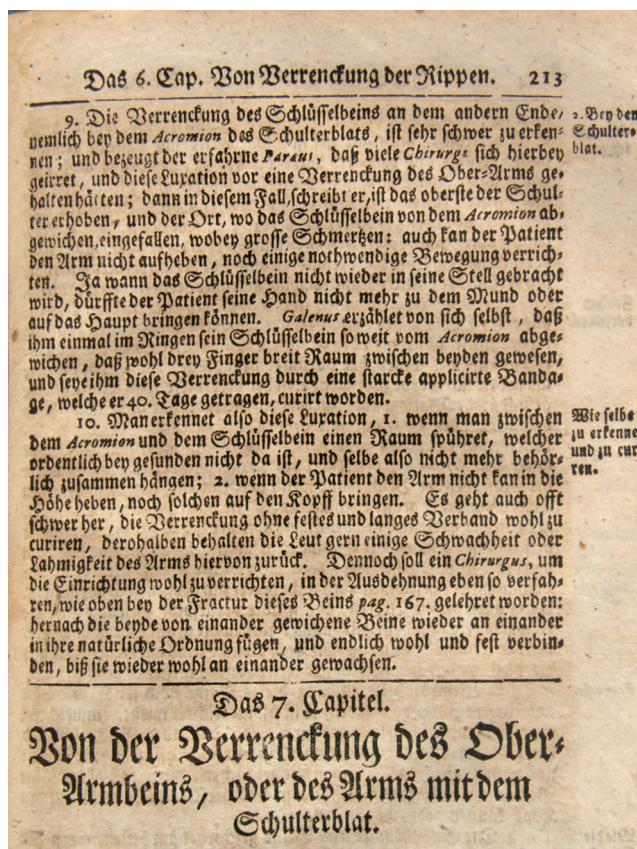 Das 6. Cap. Von Verrenckung der Rippen. 213
9. Die Verrenckung des Schlüsselbeins an dem andern Ende,
nemlich bey dem Acromion des Schulterblats, ist sehr schwer zu erken-
nen; und bezeugt der erfahrne Paraus, daß viele Chirurgi sich hierbey
geirret, und diese Luxation vor eine Verrenckung des Ober-Arms ge-
halten hätten; dann in diesem Fall, schreibt er, ist das oberste der Schul-
ter erhoben, und der Ort, wo das Schlüsselbein von dem Acromion ab-
gewichen, eingefallen, wobey grosse Schmertzen: auch kan der Patient
den Arm nicht aufheben, noch einige nothwendige Bewegung verrich-
ten. Ja wann das Schlüsselbein nicht wieder in seine Stell gebracht
wird, dürffte der Patient seine Hand nicht mehr zu dem Mund oder
auf das Haupt bringen können. Galenus erzählet von sich selbst, daß
ihm einmal im Ringen sein Schlüsselbein so weit vom Acromion abge-
wichen, daß wohl drey Finger breit Raum zwischen beyden gewesen,
und seye ihm diese Verrenckung durch eine starcke applicirte Banda-
ge, welche er 40. Tage getragen, curirt worden.
2. Bey den
Schulter-
blat.
10. Man erkennet also diese Luxation, 1. wenn man zwischen
dem Acromion und dem Schlüsselbein einen Raum spühret, welcher
ordentlich bey gesunden nicht da ist, und selbe also nicht mehr behör-
lich zusammen hängen; 2. wenn der Patient den Arm nicht kan in die
Höhe heben, noch solchen auf den Kopff bringen. Es geht auch offt
schwer her, die Verrenckung ohne festes und langes Verband wohl zu
curiren, derohalben behalten die Leut gern einige Schwachheit oder
Lahmigkeit des Arms hiervon zurück. Dennoch soll ein Chirurgus, um
die Einrichtung wohl zu verrichten, in der Ausdehnung eben so verfah-
ren, wie oben bey der Fractur dieses Beins pag. 167. gelehret worden:
hernach die beyde von einander gewichene Beine wieder an einander
in ihre natürliche Ordnung fügen, und endlich wohl und fest verbin-
den, biß sie wieder wohl an einander gewachsen.
Wie selbe
zu erkenne
und zu cur
ren.
Das 7. Capitel.
Von der Verrenckung des Ober-
Armbeins, oder des Arms mit dem
Schulterblat.